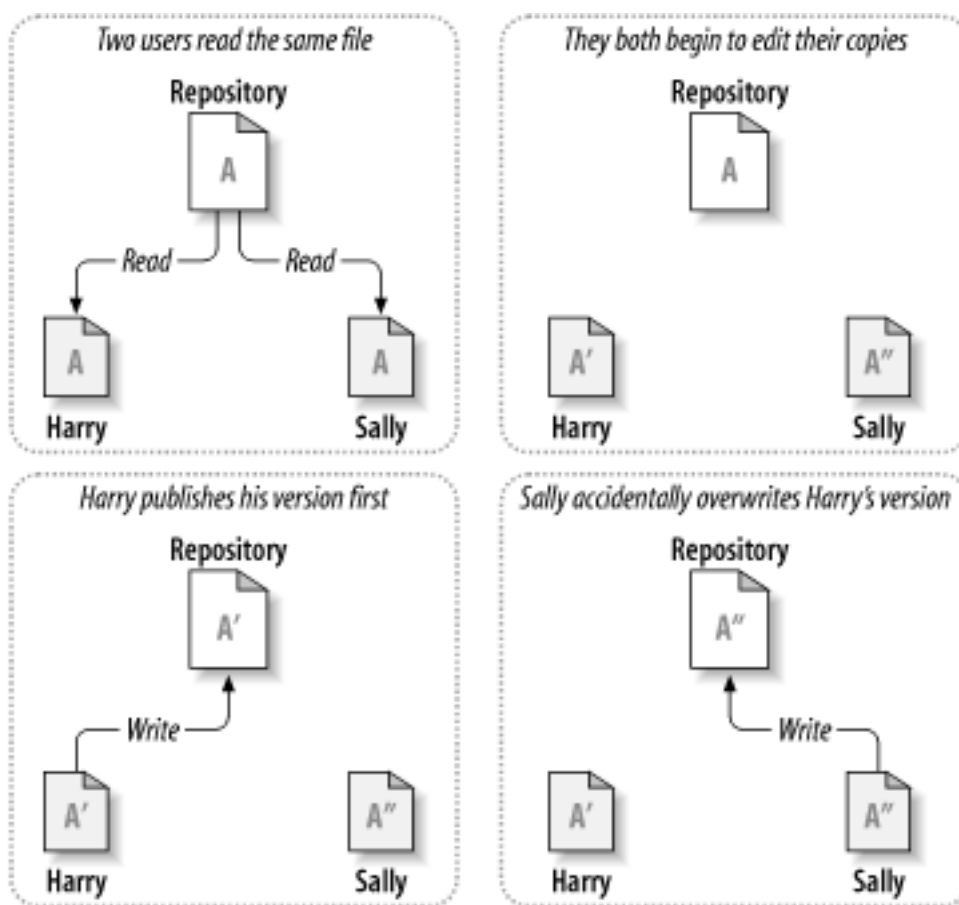 Two users read the same file
Repository
A
Read
Read
A
A
Harry
Sally
They both begin to edit their copies
Repository
A
A′
A″
Harry
Sally
Harry publishes his version first
Repository
A′
Write
A′
A″
Harry
Sally
Sally accidentally overwrites Harry’s version
Repository
A″
Write
A′
A″
Harry
Sally